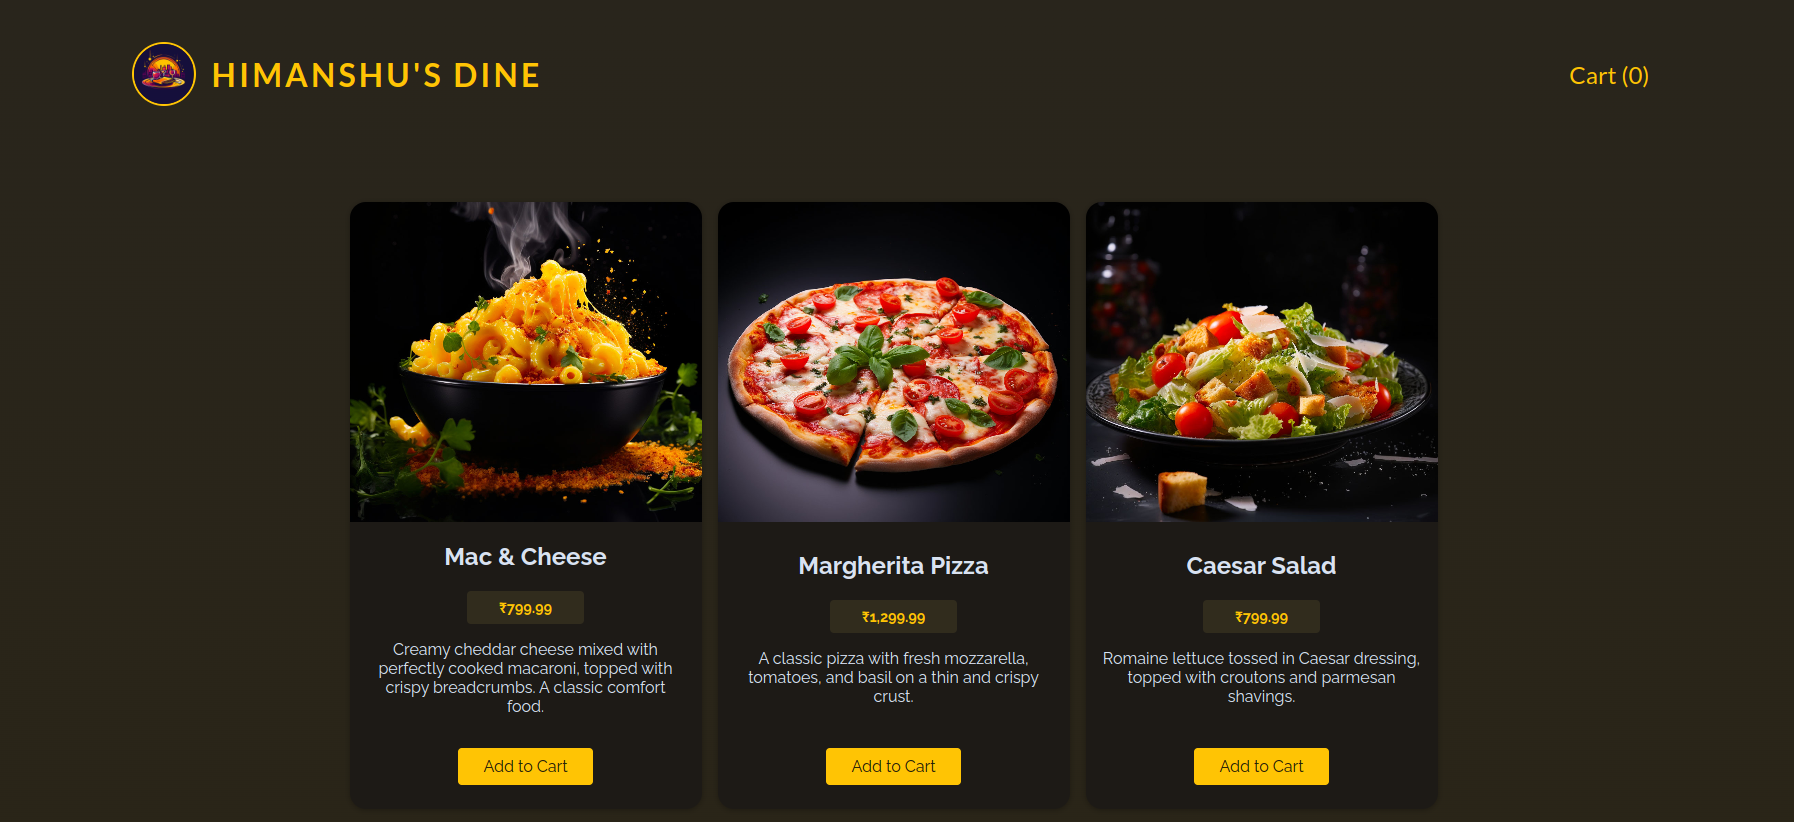 HIMANSHU'S DINE
Cart (0)
Mac & Cheese
₹799.99
Creamy cheddar cheese mixed with
perfectly cooked macaroni, topped with
crispy breadcrumbs. A classic comfort
food.
Add to Cart
Margherita Pizza
₹1,299.99
A classic pizza with fresh mozzarella,
tomatoes, and basil on a thin and crispy
crust.
Add to Cart
Caesar Salad
₹799.99
Romaine lettuce tossed in Caesar dressing,
topped with croutons and parmesan
shavings.
Add to Cart